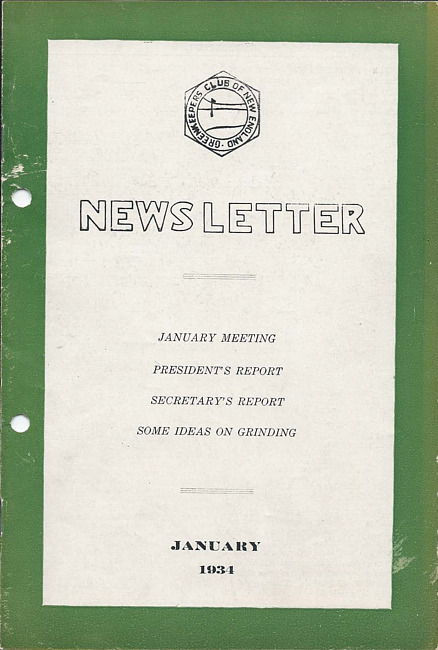 GREENKEEPERS CLUB OF NEW ENGLAND
NEWS LETTER
JANUARY MEETING
PRESIDENT'S REPORT
SECRETARY'S REPORT
SOME IDEAS ON GRINDING
JANUARY
1934